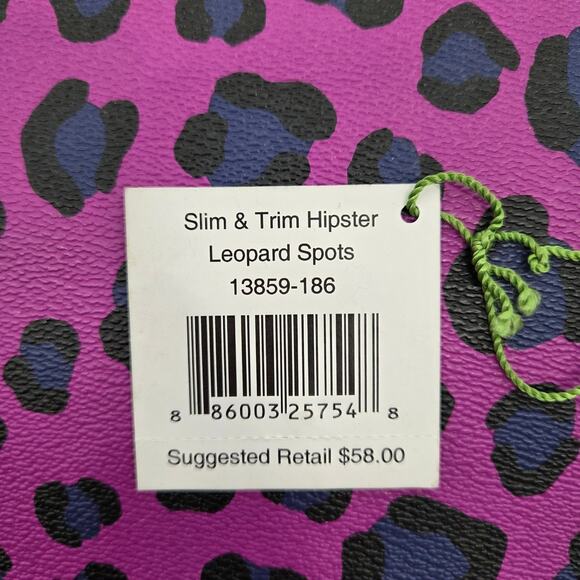 Slim & Trim Hipster
Leopard Spots
13859-186
8 86003 25754 8
Suggested Retail $58.00